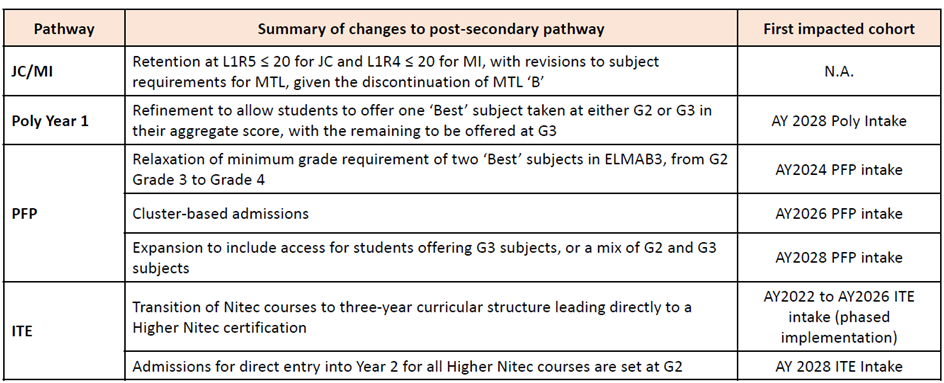 Pathway
Summary of changes to post-secondary pathway
First impacted cohort
JC/MI
Retention at L1R5 ≤ 20 for JC and L1R4 ≤ 20 for MI, with revisions to subject
requirements for MTL, given the discontinuation of MTL ‘B’
N.A.
Poly Year 1
Refinement to allow students to offer one ‘Best’ subject taken at either G2 or G3 in
their aggregate score, with the remaining to be offered at G3
AY 2028 Poly Intake
PFP
Relaxation of minimum grade requirement of two ‘Best’ subjects in ELMAB3, from G2
Grade 3 to Grade 4
AY2024 PFP intake
Cluster-based admissions
AY2026 PFP intake
Expansion to include access for students offering G3 subjects, or a mix of G2 and G3
subjects
AY2028 PFP intake
ITE
Transition of Nitec courses to three-year curricular structure leading directly to a
Higher Nitec certification
AY2022 to AY2026 ITE
intake (phased
implementation)
Admissions for direct entry into Year 2 for all Higher Nitec courses are set at G2
AY 2028 ITE Intake